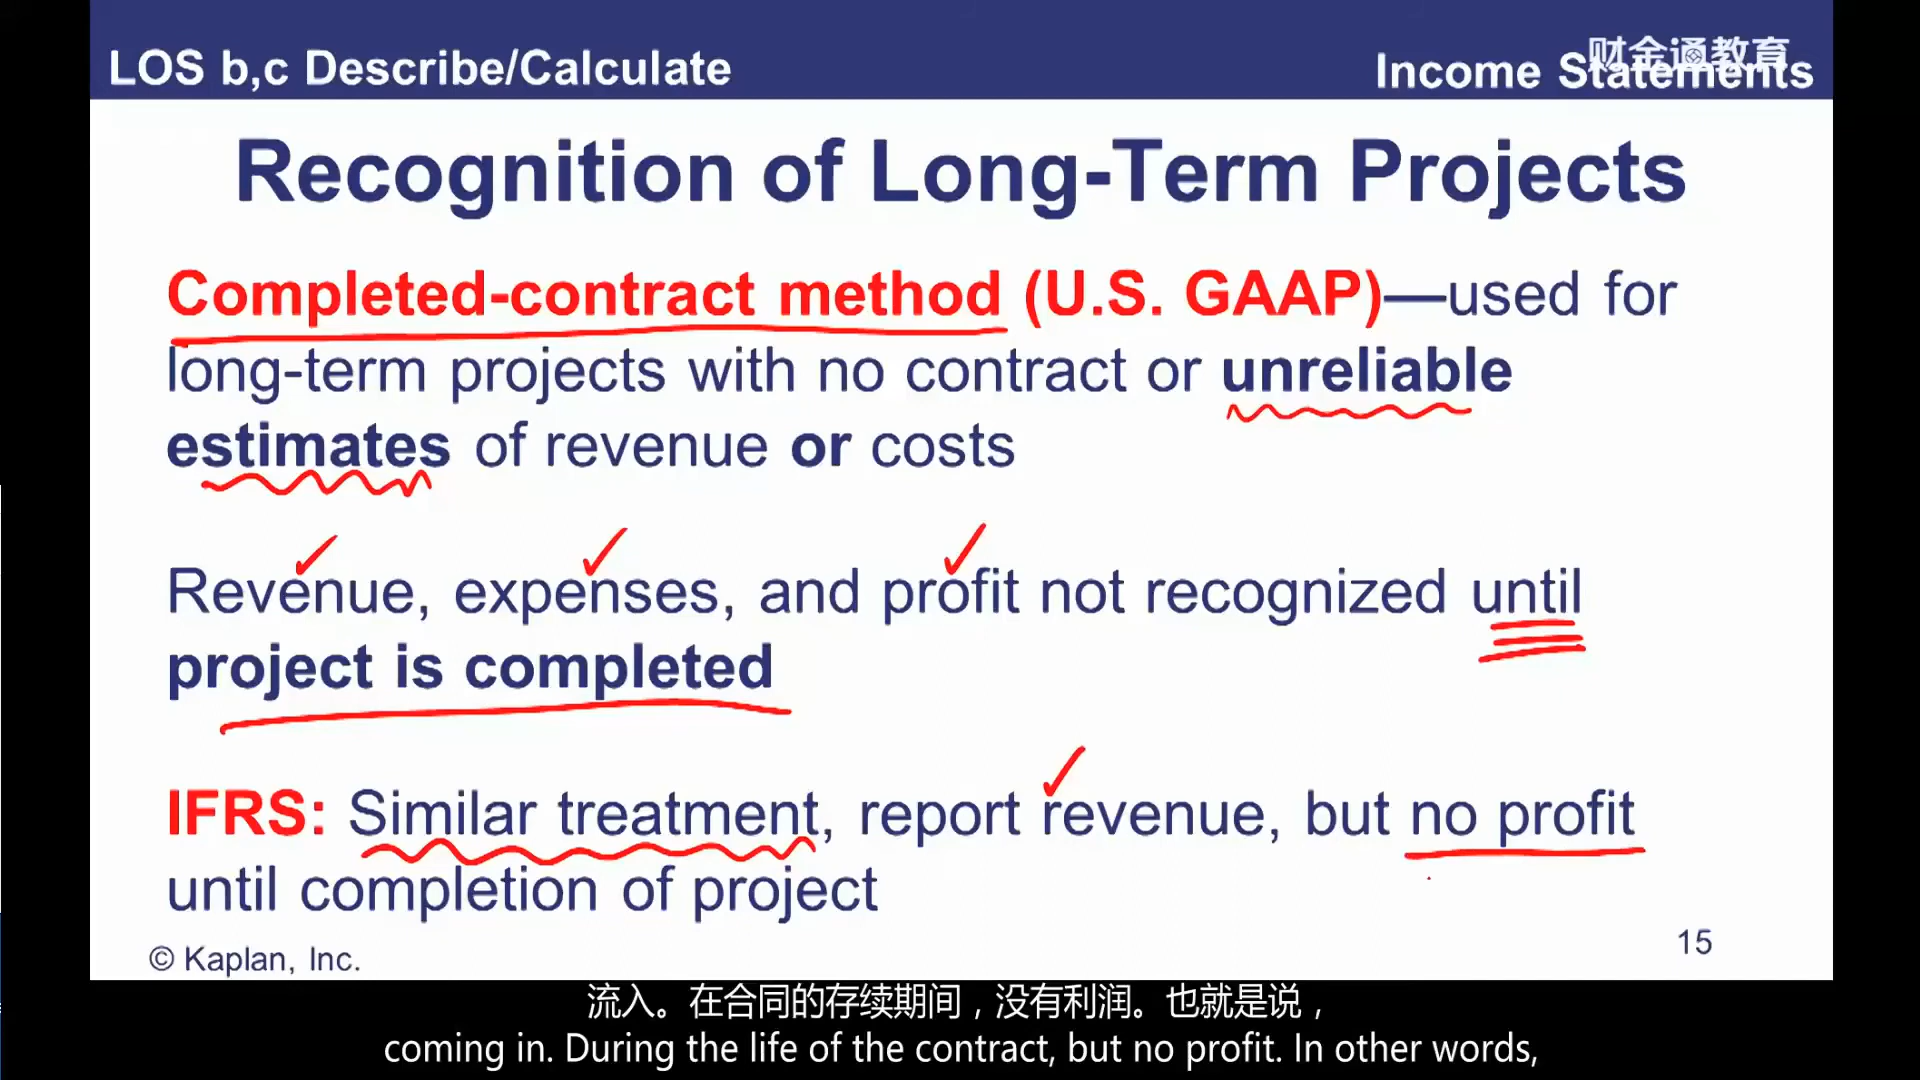 LOS b,c Describe/Calculate
Income Statements
财金通教育
Recognition of Long-Term Projects
Completed-contract method (U.S. GAAP)—used for
long-term projects with no contract or unreliable
estimates of revenue or costs
Revenue, expenses, and profit not recognized until
project is completed
IFRS: Similar treatment, report revenue, but no profit
until completion of project
© Kaplan, Inc.
15
流入。在合同的存续期间，没有利润。也就是说，
coming in. During the life of the contract, but no profit. In other words,